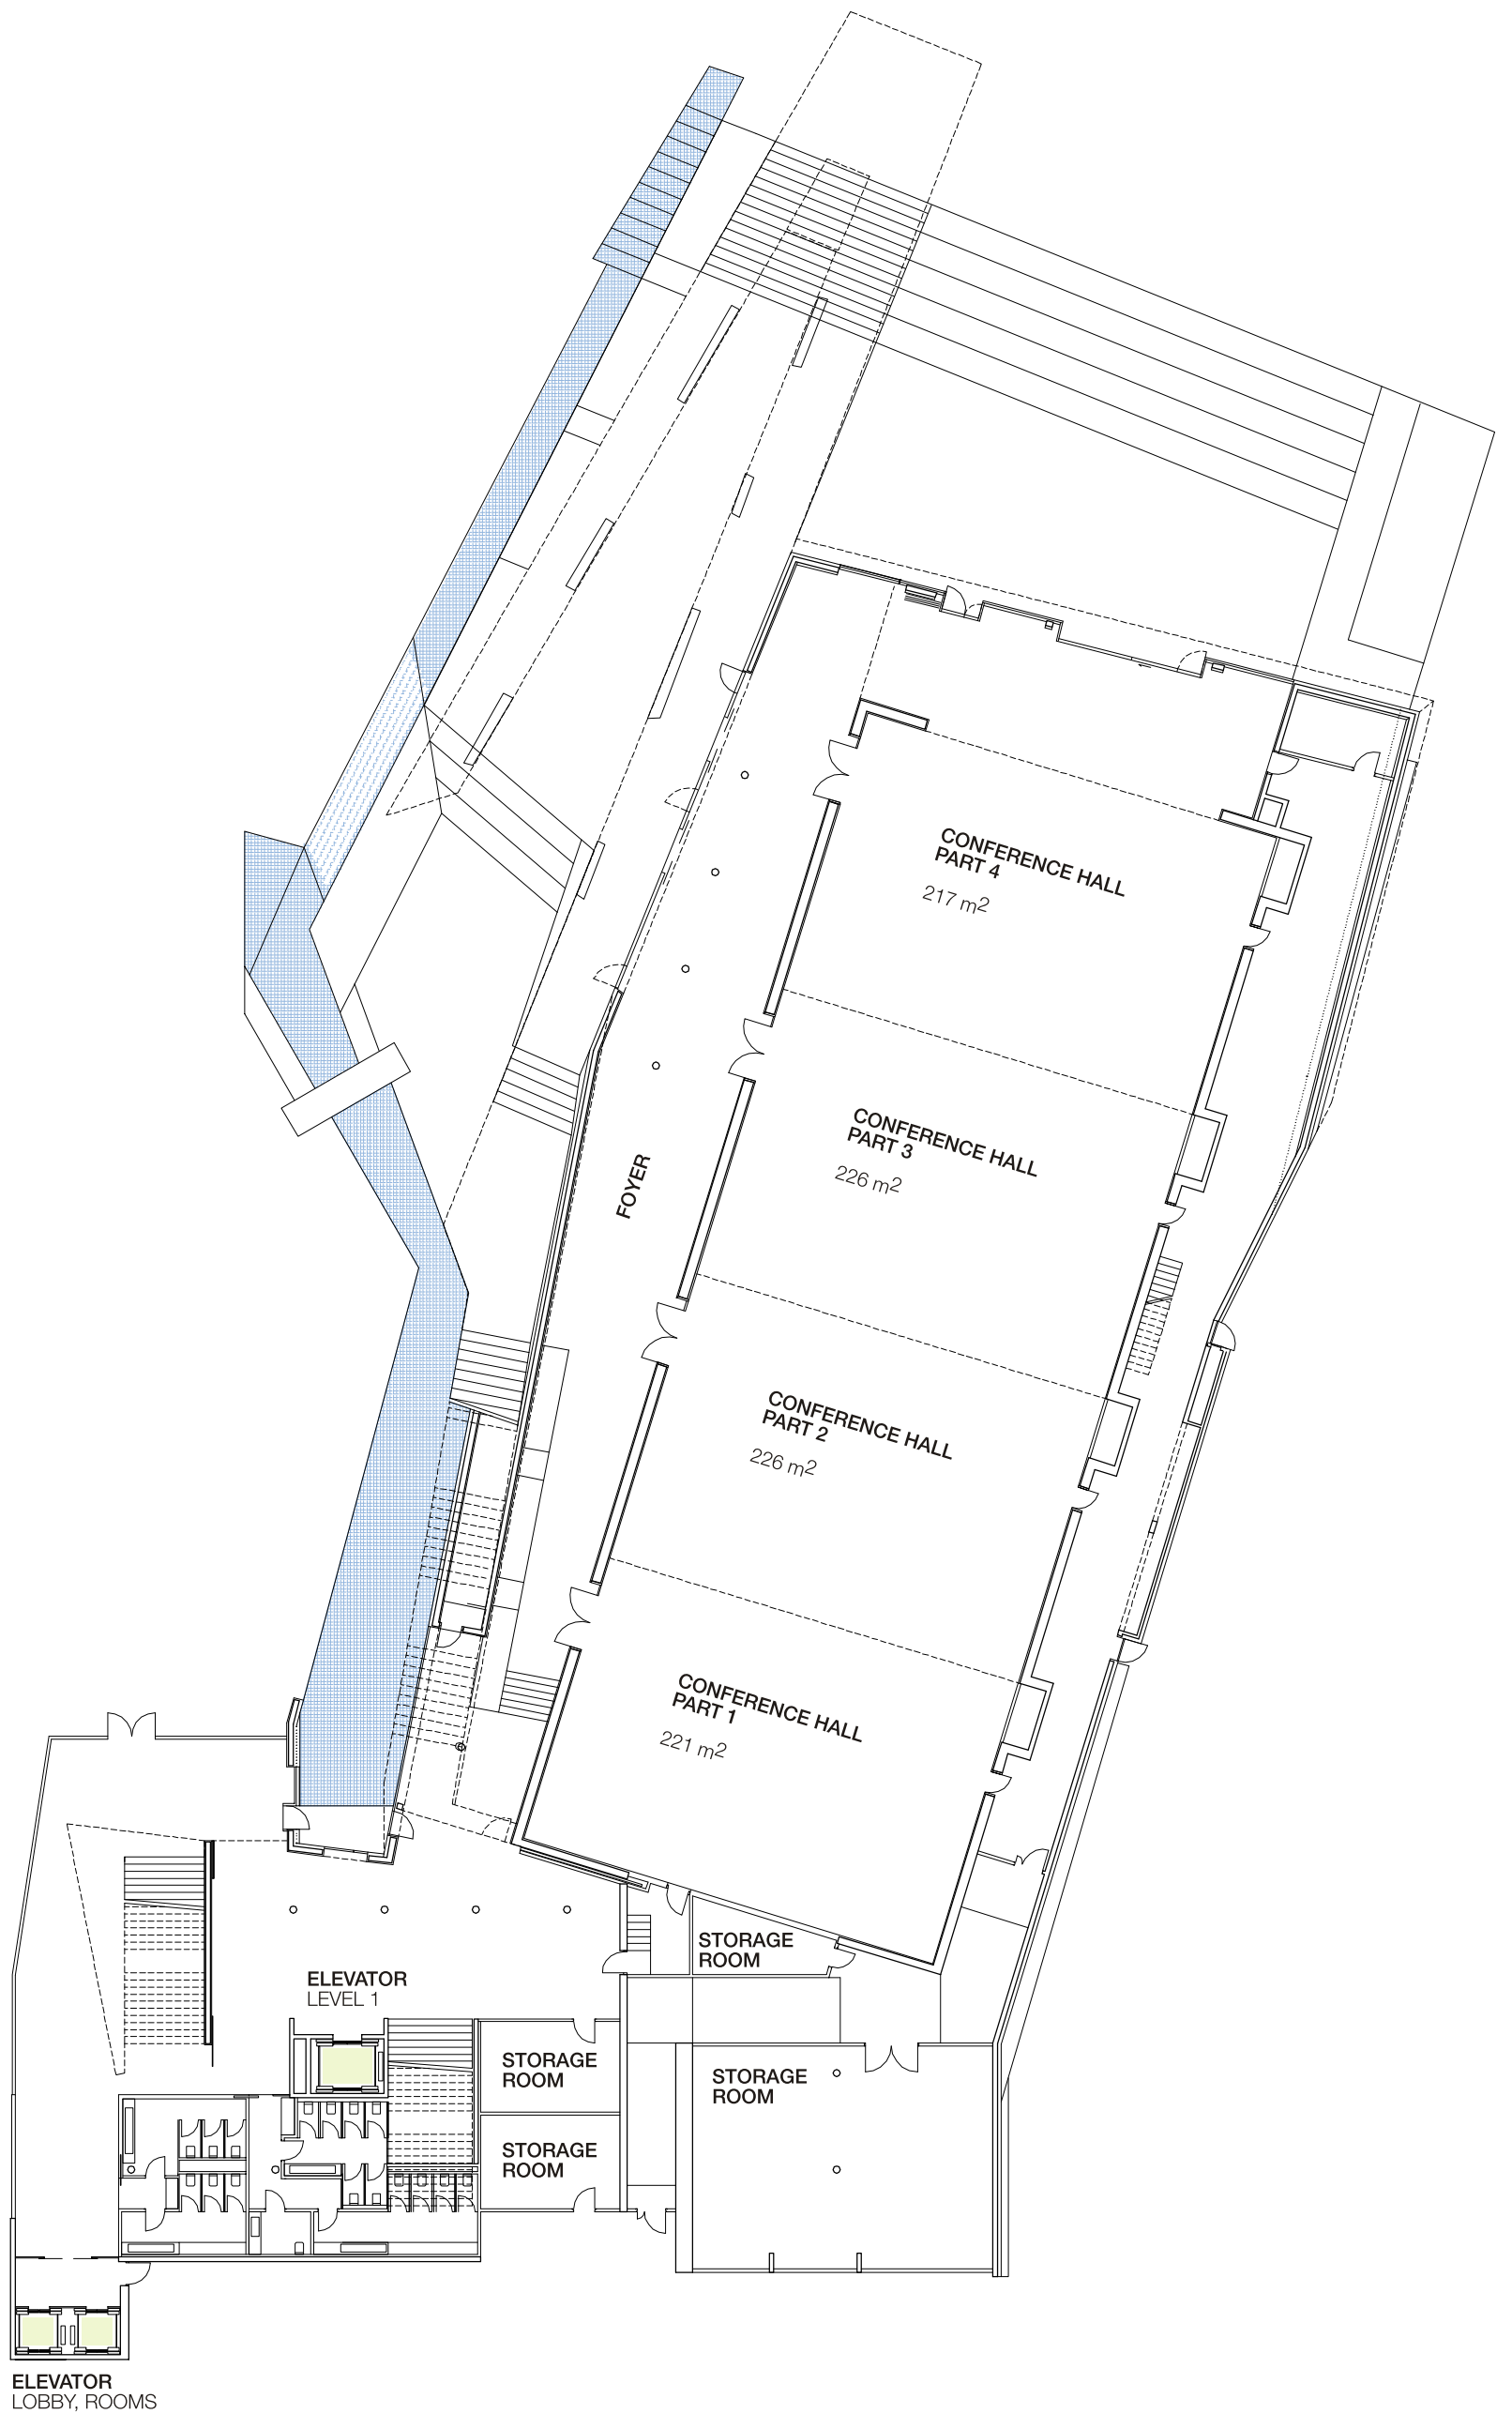 CONFERENCE HALL
PART 4
217 m2
CONFERENCE HALL
PART 3
226 m2
FOYER
CONFERENCE HALL
PART 2
226 m2
CONFERENCE HALL
PART 1
221 m2
STORAGE
ROOM
ELEVATOR
LEVEL 1
STORAGE
ROOM
STORAGE
ROOM
STORAGE
ROOM
ELEVATOR
LOBBY, ROOMS